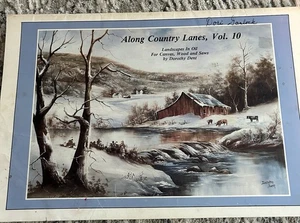 Along Country Lanes, Vol. 10
Landscapes In Oil
For Canvas, Wood and Saws
by Dorothy Dent